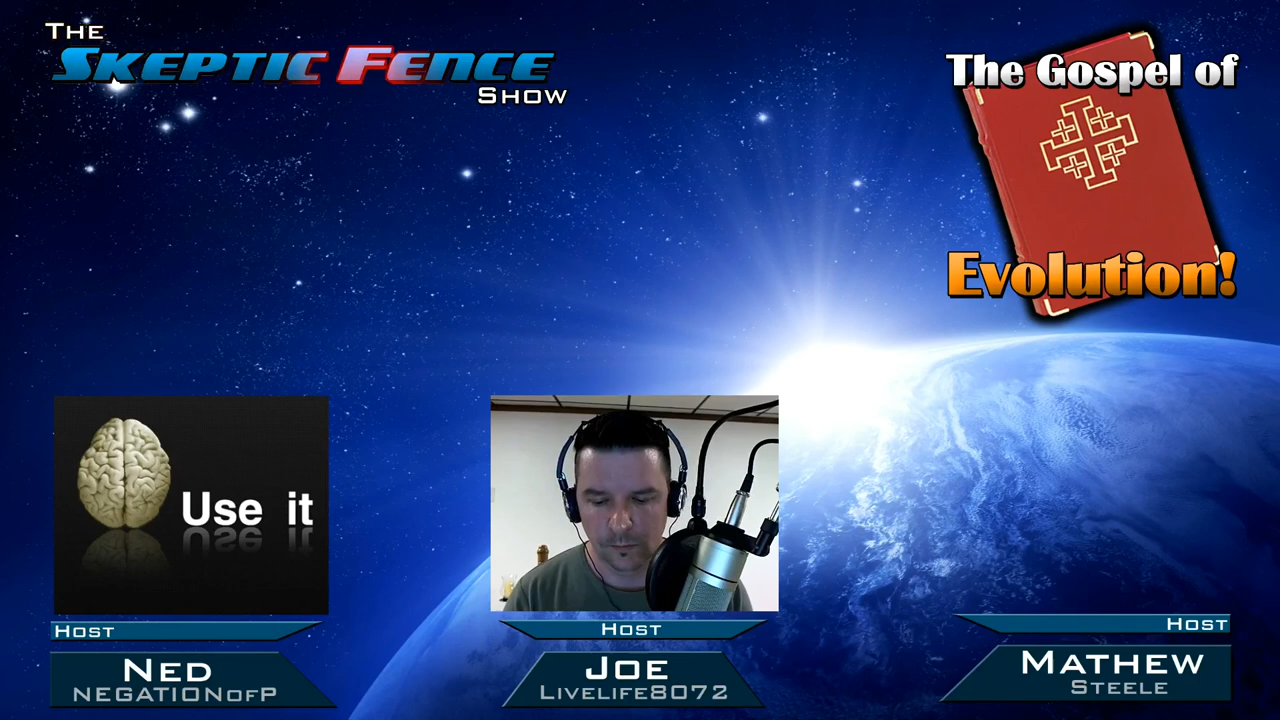 The
Skeptic Fence
Show
The Gospel of
Evolution!
Use it
Host
Ned
NEGATIONofP
Host
Joe
Livelife8072
Host
Mathew
Steele